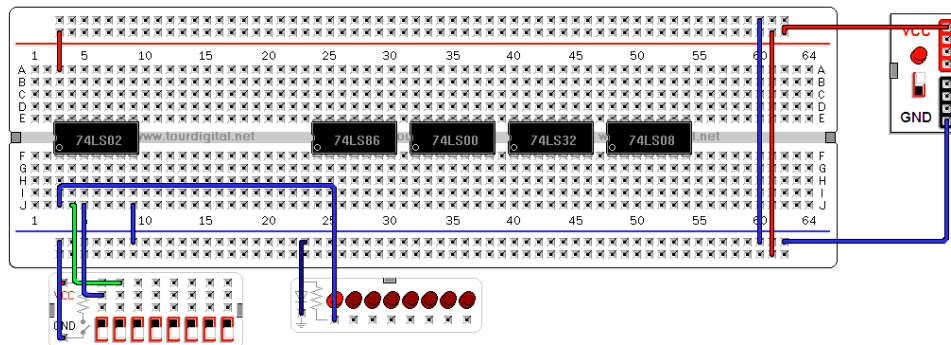 1 5 10 15 20 25 30 35 40 45 50 55 60 64
A A
B B
C C
D D
E E
74LS02 www.tourdigital.net 74LS86 74LS00 74LS32 74LS08 .net
F F
G G
H H
I I
J J
1 5 10 15 20 25 30 35 40 45 50 55 60 64
VCC
GND
VCC
GND